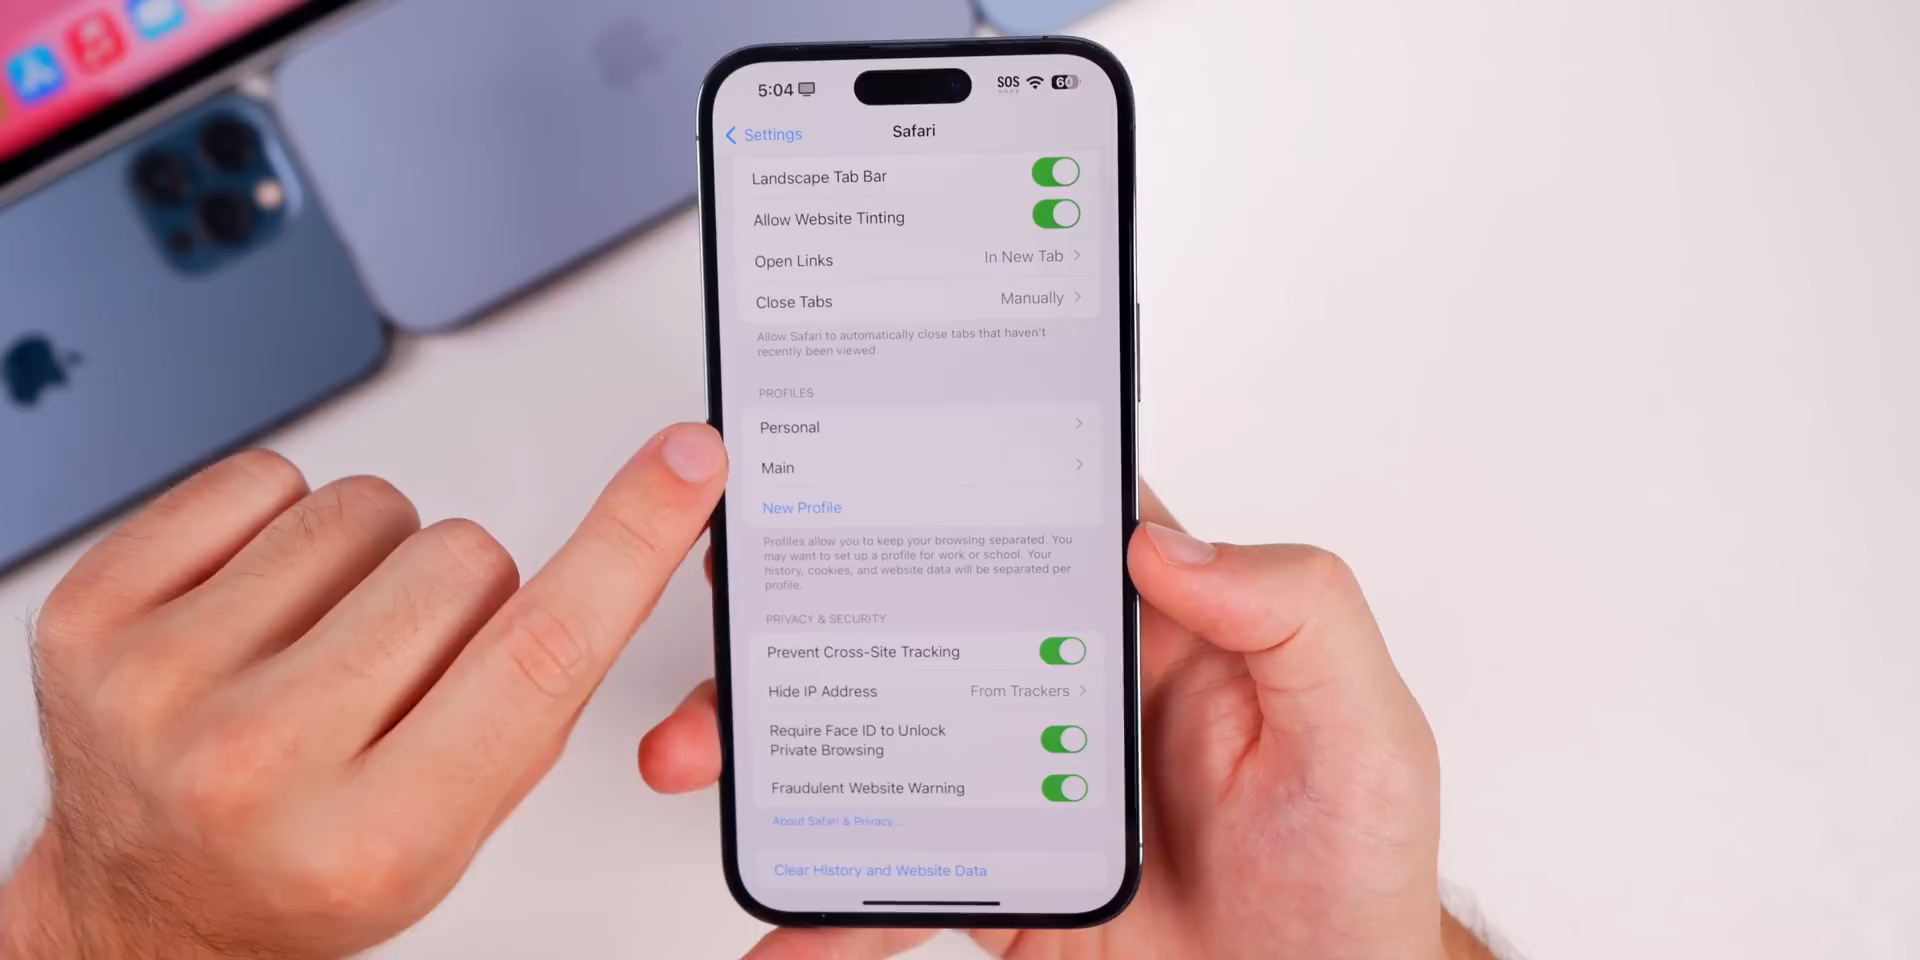 5:04
SOS
60
Settings
Safari
Landscape Tab Bar
Allow Website Tinting
Open Links In New Tab
Close Tabs Manually
Allow Safari to automatically close tabs that haven't
recently been viewed.
PROFILES
Personal
Main
New Profile
Profiles allow you to keep your browsing separated. You
may want to set up a profile for work or school. Your
history, cookies, and website data will be separated per
profile.
PRIVACY & SECURITY
Prevent Cross-Site Tracking
Hide IP Address From Trackers
Require Face ID to Unlock
Private Browsing
Fraudulent Website Warning
About Safari & Privacy...
Clear History and Website Data